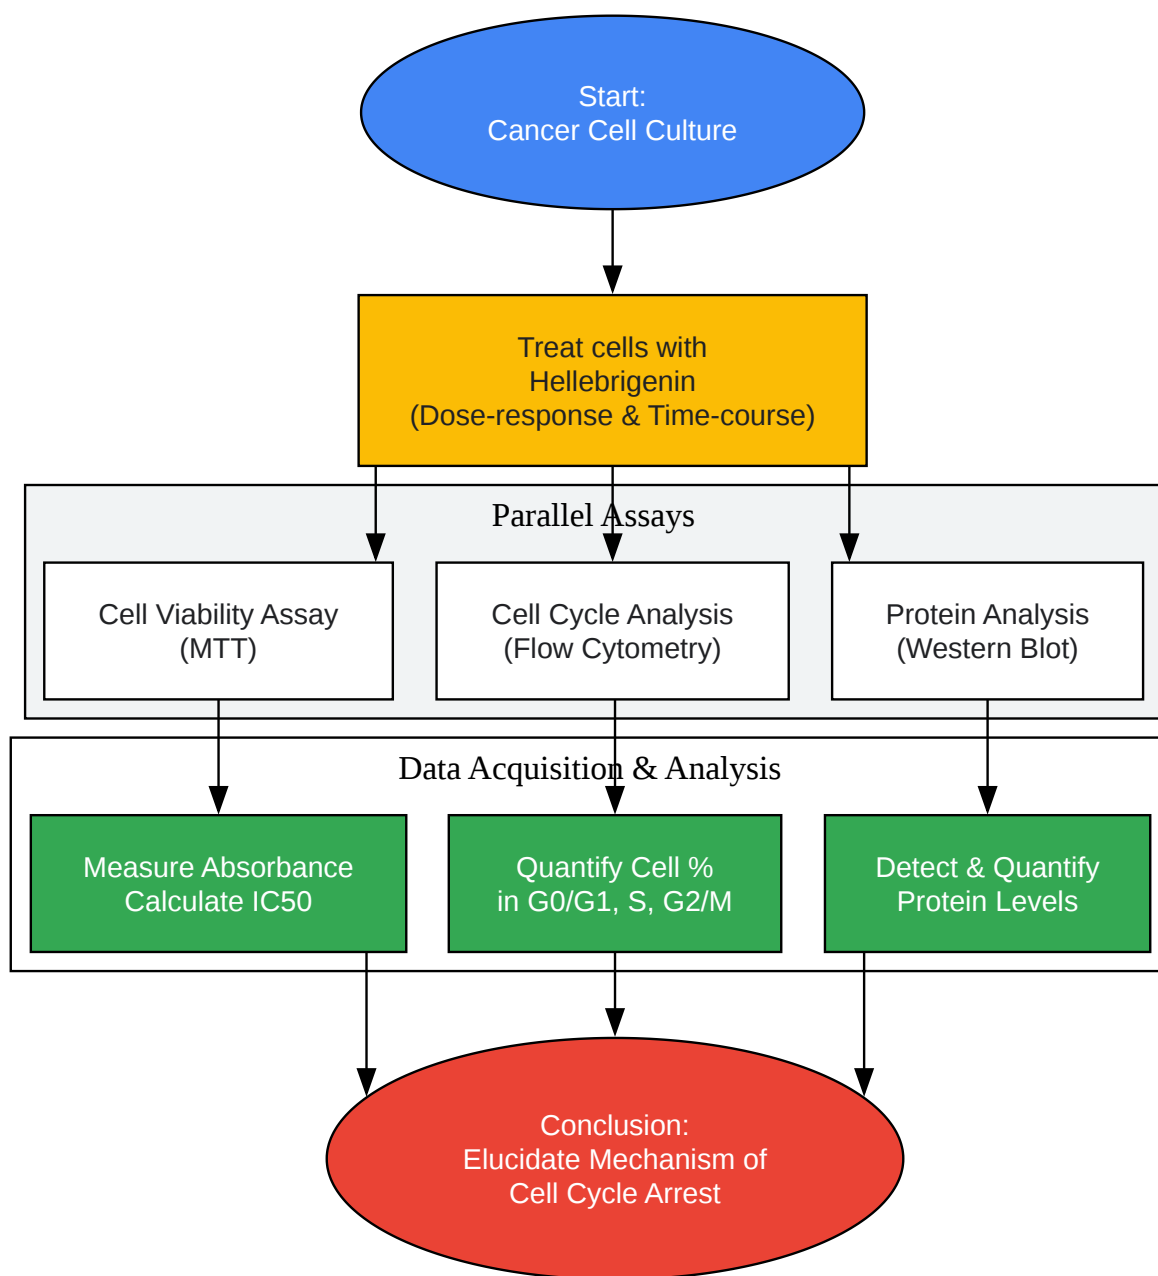 Start:
Cancer Cell Culture
Treat cells with
Hellebrigenin
(Dose-response & Time-course)
Parallel Assays
Cell Viability Assay
(MTT)
Cell Cycle Analysis
(Flow Cytometry)
Protein Analysis
(Western Blot)
Data Acquisition & Analysis
Measure Absorbance
Calculate IC50
Quantify Cell %
in G0/G1, S, G2/M
Detect & Quantify
Protein Levels
Conclusion:
Elucidate Mechanism of
Cell Cycle Arrest